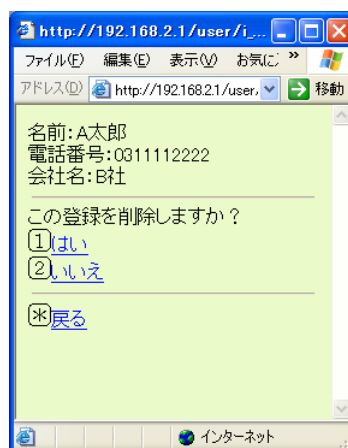 http://192.168.2.1/user/i_...
ファイル(F) 編集(E) 表示(V) お気に »
アドレス(D) http://192.168.2.1/user, 移動
名前:A太郎
電話番号:0311112222
会社名:B社
この登録を削除しますか？
1はい
2いいえ
*戻る
インターネット